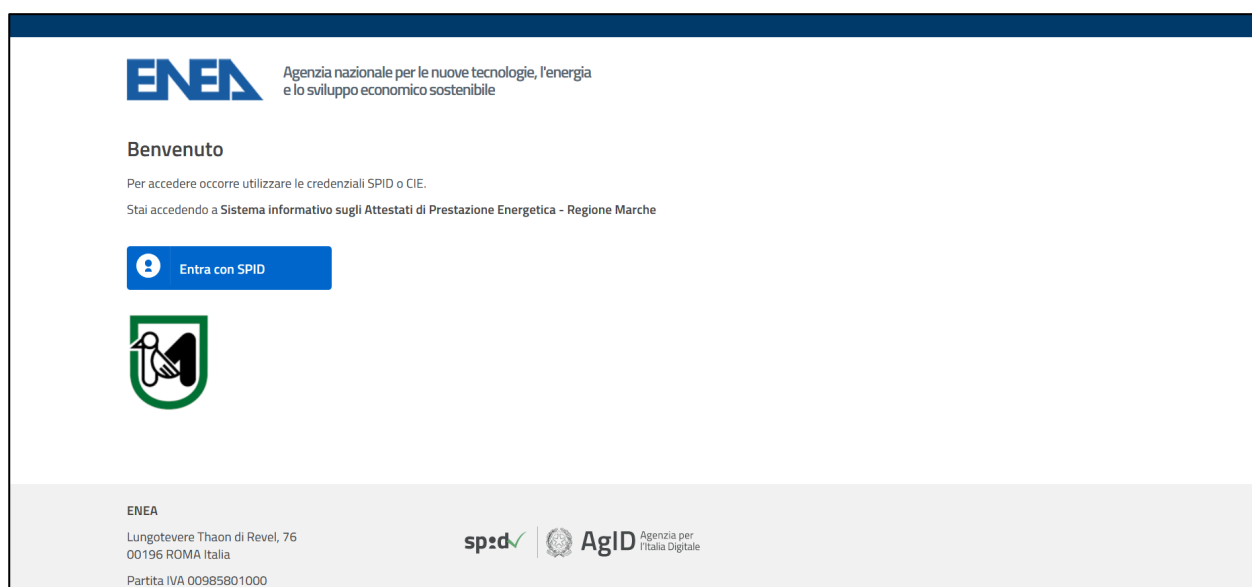 ENEA
Agenzia nazionale per le nuove tecnologie, l'energia
e lo sviluppo economico sostenibile
Benvenuto
Per accedere occorre utilizzare le credenziali SPID o CIE.
Stai accedendo a Sistema informativo sugli Attestati di Prestazione Energetica - Regione Marche
Entra con SPID
ENEA
Lungotevere Thaon di Revel, 76
00196 ROMA Italia
Partita IVA 00985801000
spid
AgID Agenzia per
l'Italia Digitale